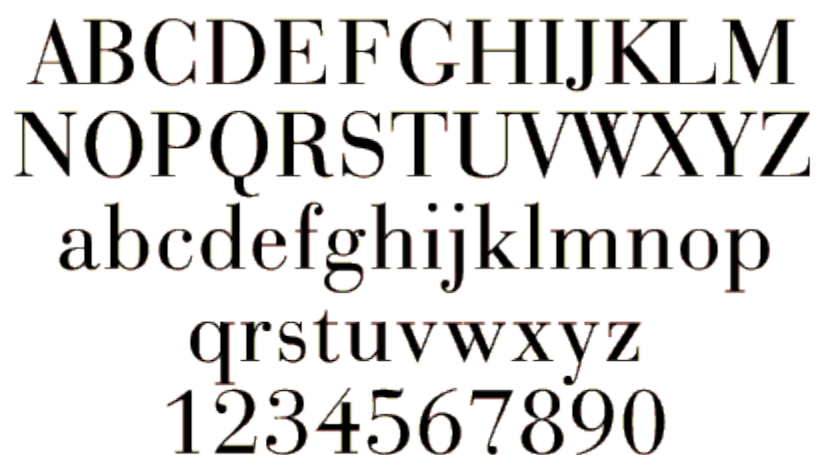 ABCDEFGHIJKLM
NOPQRSTUVWXYZ
abcdefghijklmnop
qrstuvwxyz
1234567890